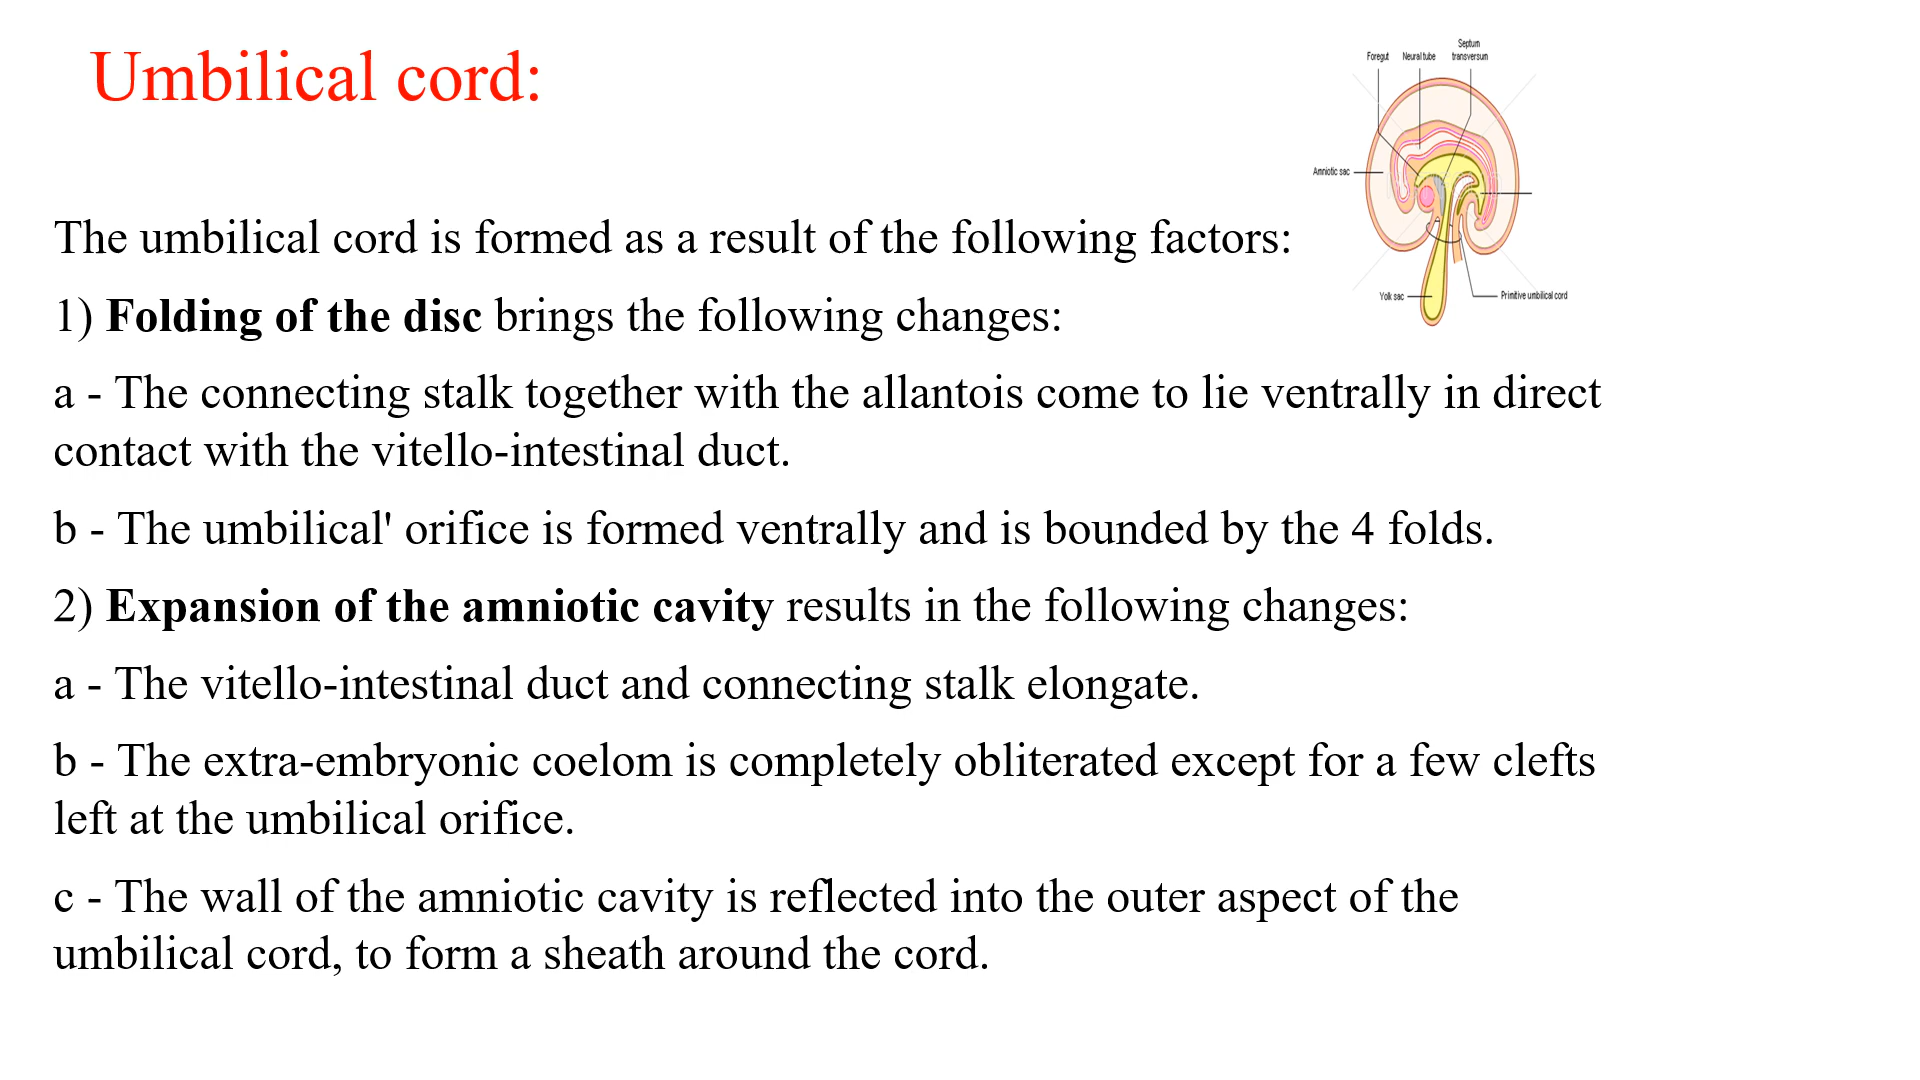 Umbilical cord:
Septum
Foregut Neural tube transversum
Amniotic sac
Yolk sac
Primitive umbilical cord
The umbilical cord is formed as a result of the following factors:
1) Folding of the disc brings the following changes:
a - The connecting stalk together with the allantois come to lie ventrally in direct
contact with the vitello-intestinal duct.
b - The umbilical' orifice is formed ventrally and is bounded by the 4 folds.
2) Expansion of the amniotic cavity results in the following changes:
a - The vitello-intestinal duct and connecting stalk elongate.
b - The extra-embryonic coelom is completely obliterated except for a few clefts
left at the umbilical orifice.
c - The wall of the amniotic cavity is reflected into the outer aspect of the
umbilical cord, to form a sheath around the cord.